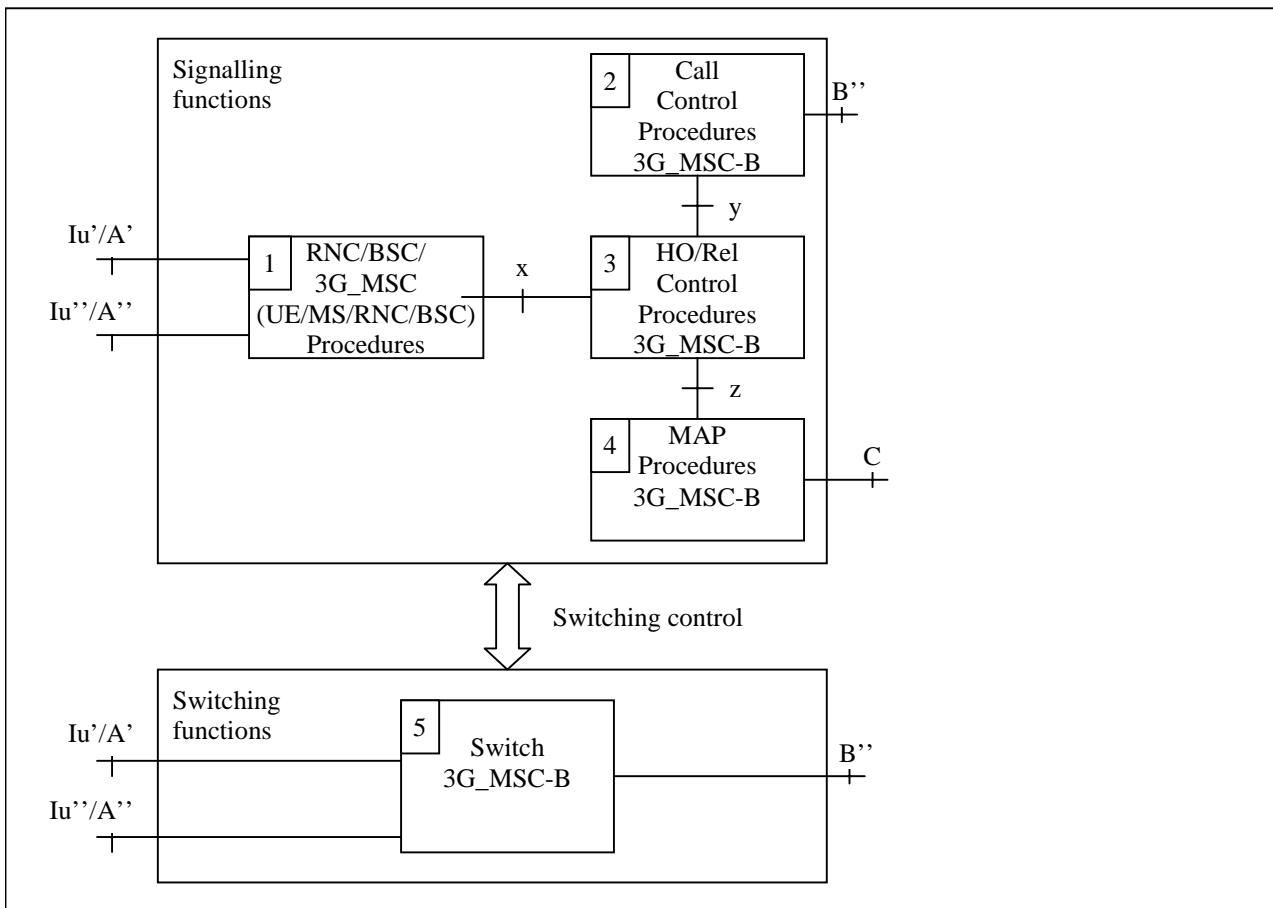 Signalling
functions
2
Call
Control
Procedures
3G_MSC-B
B’’
y
Iu’/A'
Iu’’/A’’
1
RNC/BSC/
3G_MSC
(UE/MS/RNC/BSC)
Procedures
x
3
HO/Rel
Control
Procedures
3G_MSC-B
z
4
MAP
Procedures
3G_MSC-B
C
Switching control
Switching
functions
Iu’/A'
Iu’’/A’’
5
Switch
3G_MSC-B
B’’